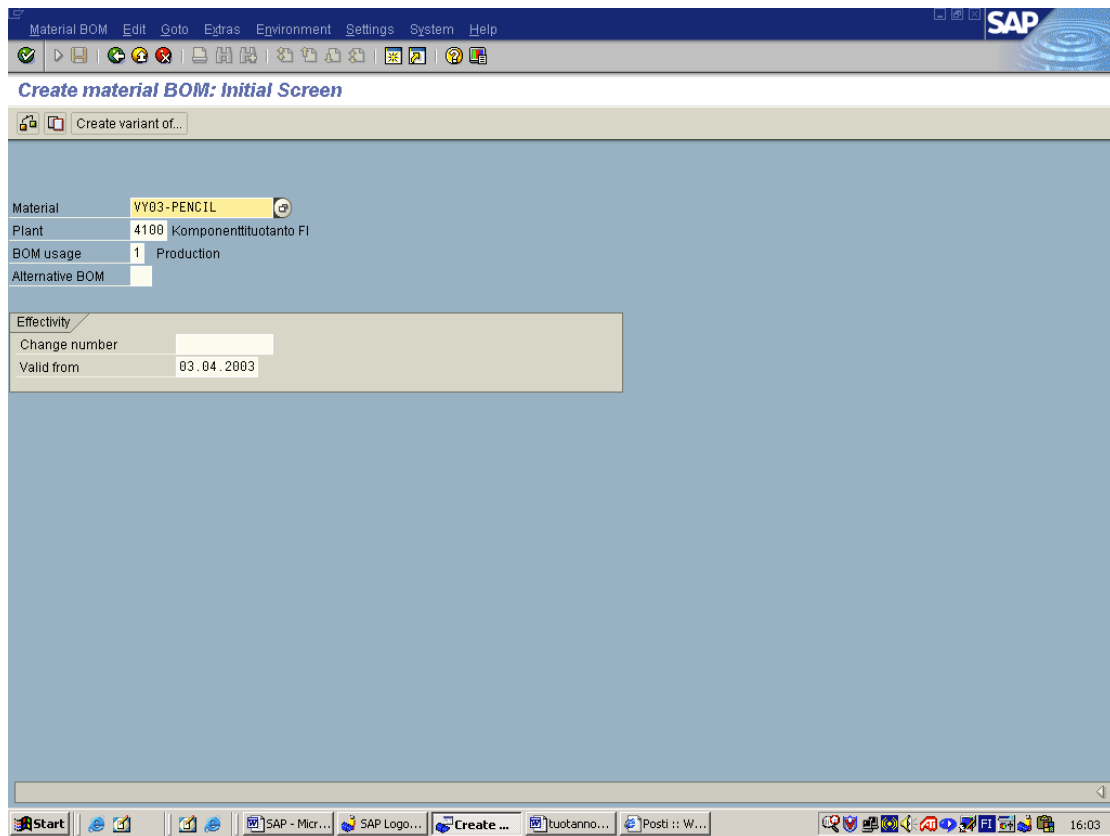 Material BOM Edit Goto Extras Environment Settings System Help
SAP
Create material BOM: Initial Screen
Create variant of...
Material VY03-PENCIL
Plant 4100 Komponenttituotanto FI
BOM usage 1 Production
Alternative BOM
Effectivity
Change number
Valid from 03.04.2003
Start SAP - Micr... SAP Logo... Create ... tuotanno... Posti :: W... FI 16:03